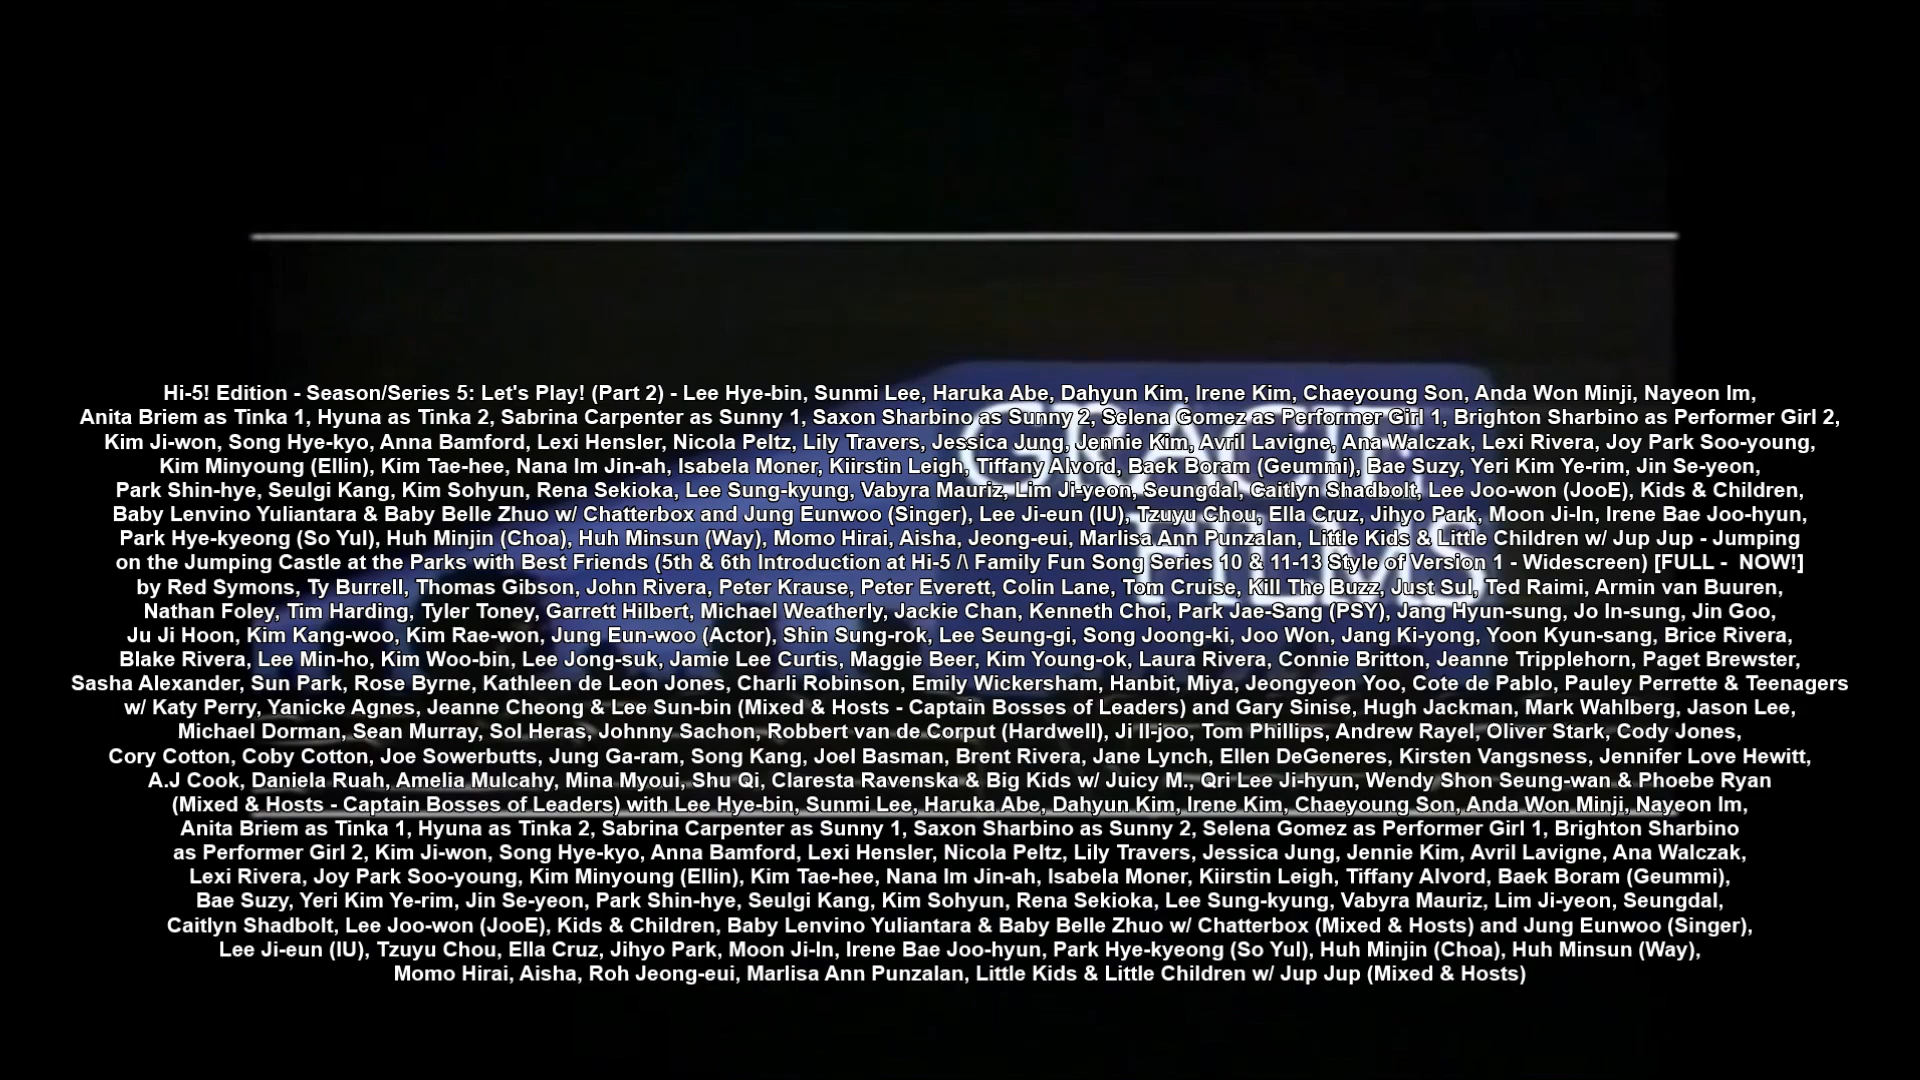 Hi-5! Edition - Season/Series 5: Let's Play! (Part 2) - Lee Hye-bin, Sunmi Lee, Haruka Abe, Dahyun Kim, Irene Kim, Chaeyoung Son, Anda Won Minji, Nayeon Im,
Anita Briem as Tinka 1, Hyuna as Tinka 2, Sabrina Carpenter as Sunny 1, Saxon Sharbino as Sunny 2, Selena Gomez as Performer Girl 1, Brighton Sharbino as Performer Girl 2,
Kim Ji-won, Song Hye-kyo, Anna Bamford, Lexi Hensler, Nicola Peltz, Lily Travers, Jessica Jung, Jennie Kim, Avril Lavigne, Ana Walczak, Lexi Rivera, Joy Park Soo-young,
Kim Minyoung (Ellin), Kim Tae-hee, Nana Im Jin-ah, Isabela Moner, Kiirstin Leigh, Tiffany Alvord, Baek Boram (Geummi), Bae Suzy, Yeri Kim Ye-rim, Jin Se-yeon,
Park Shin-hye, Seulgi Kang, Kim Sohyun, Rena Sekioka, Lee Sung-kyung, Vabyra Mauriz, Lim Ji-yeon, Seungdal, Caitlyn Shadbolt, Lee Joo-won (JooE), Kids & Children,
Baby Lenvino Yuliantara & Baby Belle Zhuo w/ Chatterbox and Jung Eunwoo (Singer), Lee Ji-eun (IU), Tzuyu Chou, Ella Cruz, Jihyo Park, Moon Ji-In, Irene Bae Joo-hyun,
Park Hye-kyeong (So Yul), Huh Minjin (Choa), Huh Minsun (Way), Momo Hirai, Aisha, Jeong-eui, Marlisa Ann Punzalan, Little Kids & Little Children w/ Jup Jup - Jumping
on the Jumping Castle at the Parks with Best Friends (5th & 6th Introduction at Hi-5 /\ Family Fun Song Series 10 & 11-13 Style of Version 1 - Widescreen) [FULL -  NOW!]
by Red Symons, Ty Burrell, Thomas Gibson, John Rivera, Peter Krause, Peter Everett, Colin Lane, Tom Cruise, Kill The Buzz, Just Sul, Ted Raimi, Armin van Buuren,
Nathan Foley, Tim Harding, Tyler Toney, Garrett Hilbert, Michael Weatherly, Jackie Chan, Kenneth Choi, Park Jae-Sang (PSY), Jang Hyun-sung, Jo In-sung, Jin Goo,
Ju Ji Hoon, Kim Kang-woo, Kim Rae-won, Jung Eun-woo (Actor), Shin Sung-rok, Lee Seung-gi, Song Joong-ki, Joo Won, Jang Ki-yong, Yoon Kyun-sang, Brice Rivera,
Blake Rivera, Lee Min-ho, Kim Woo-bin, Lee Jong-suk, Jamie Lee Curtis, Maggie Beer, Kim Young-ok, Laura Rivera, Connie Britton, Jeanne Tripplehorn, Paget Brewster,
Sasha Alexander, Sun Park, Rose Byrne, Kathleen de Leon Jones, Charli Robinson, Emily Wickersham, Hanbit, Miya, Jeongyeon Yoo, Cote de Pablo, Pauley Perrette & Teenagers
w/ Katy Perry, Yanicke Agnes, Jeanne Cheong & Lee Sun-bin (Mixed & Hosts - Captain Bosses of Leaders) and Gary Sinise, Hugh Jackman, Mark Wahlberg, Jason Lee,
Michael Dorman, Sean Murray, Sol Heras, Johnny Sachon, Robbert van de Corput (Hardwell), Ji Il-joo, Tom Phillips, Andrew Rayel, Oliver Stark, Cody Jones,
Cory Cotton, Coby Cotton, Joe Sowerbutts, Jung Ga-ram, Song Kang, Joel Basman, Brent Rivera, Jane Lynch, Ellen DeGeneres, Kirsten Vangsness, Jennifer Love Hewitt,
A.J Cook, Daniela Ruah, Amelia Mulcahy, Mina Myoui, Shu Qi, Claresta Ravenska & Big Kids w/ Juicy M., Qri Lee Ji-hyun, Wendy Shon Seung-wan & Phoebe Ryan
(Mixed & Hosts - Captain Bosses of Leaders) with Lee Hye-bin, Sunmi Lee, Haruka Abe, Dahyun Kim, Irene Kim, Chaeyoung Son, Anda Won Minji, Nayeon Im,
Anita Briem as Tinka 1, Hyuna as Tinka 2, Sabrina Carpenter as Sunny 1, Saxon Sharbino as Sunny 2, Selena Gomez as Performer Girl 1, Brighton Sharbino
as Performer Girl 2, Kim Ji-won, Song Hye-kyo, Anna Bamford, Lexi Hensler, Nicola Peltz, Lily Travers, Jessica Jung, Jennie Kim, Avril Lavigne, Ana Walczak,
Lexi Rivera, Joy Park Soo-young, Kim Minyoung (Ellin), Kim Tae-hee, Nana Im Jin-ah, Isabela Moner, Kiirstin Leigh, Tiffany Alvord, Baek Boram (Geummi),
Bae Suzy, Yeri Kim Ye-rim, Jin Se-yeon, Park Shin-hye, Seulgi Kang, Kim Sohyun, Rena Sekioka, Lee Sung-kyung, Vabyra Mauriz, Lim Ji-yeon, Seungdal,
Caitlyn Shadbolt, Lee Joo-won (JooE), Kids & Children, Baby Lenvino Yuliantara & Baby Belle Zhuo w/ Chatterbox (Mixed & Hosts) and Jung Eunwoo (Singer),
Lee Ji-eun (IU), Tzuyu Chou, Ella Cruz, Jihyo Park, Moon Ji-In, Irene Bae Joo-hyun, Park Hye-kyeong (So Yul), Huh Minjin (Choa), Huh Minsun (Way),
Momo Hirai, Aisha, Roh Jeong-eui, Marlisa Ann Punzalan, Little Kids & Little Children w/ Jup Jup (Mixed & Hosts)